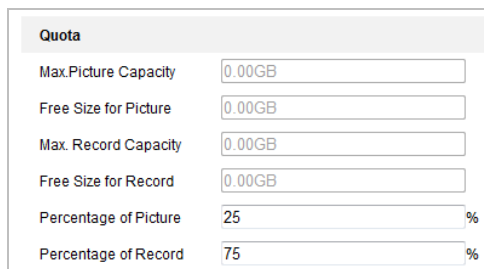 Quota
Max.Picture Capacity 0.00GB
Free Size for Picture 0.00GB
Max. Record Capacity 0.00GB
Free Size for Record 0.00GB
Percentage of Picture 25 %
Percentage of Record 75 %